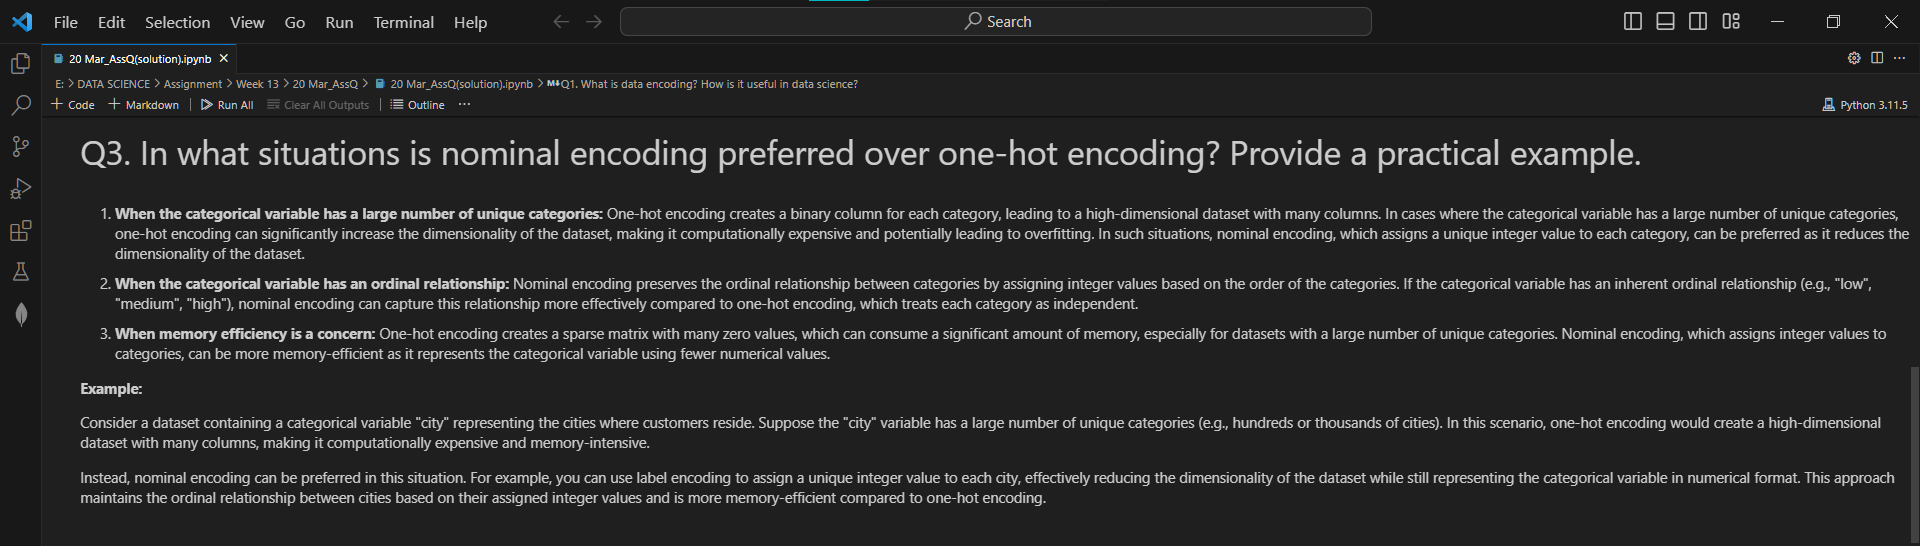 File Edit Selection View Go Run Terminal Help
Search
20 Mar_AssQ(solution).ipynb
E: > DATA SCIENCE > Assignment > Week 13 > 20 Mar_AssQ > 20 Mar_AssQ(solution).ipynb > M↓Q1. What is data encoding? How is it useful in data science?
+ Code + Markdown | Run All Clear All Outputs | Outline ...
Python 3.11.5
Q3. In what situations is nominal encoding preferred over one-hot encoding? Provide a practical example.
1. When the categorical variable has a large number of unique categories: One-hot encoding creates a binary column for each category, leading to a high-dimensional dataset with many columns. In cases where the categorical variable has a large number of unique categories,
one-hot encoding can significantly increase the dimensionality of the dataset, making it computationally expensive and potentially leading to overfitting. In such situations, nominal encoding, which assigns a unique integer value to each category, can be preferred as it reduces the
dimensionality of the dataset.
2. When the categorical variable has an ordinal relationship: Nominal encoding preserves the ordinal relationship between categories by assigning integer values based on the order of the categories. If the categorical variable has an inherent ordinal relationship (e.g., "low",
"medium", "high"), nominal encoding can capture this relationship more effectively compared to one-hot encoding, which treats each category as independent.
3. When memory efficiency is a concern: One-hot encoding creates a sparse matrix with many zero values, which can consume a significant amount of memory, especially for datasets with a large number of unique categories. Nominal encoding, which assigns integer values to
categories, can be more memory-efficient as it represents the categorical variable using fewer numerical values.
Example:
Consider a dataset containing a categorical variable "city" representing the cities where customers reside. Suppose the "city" variable has a large number of unique categories (e.g., hundreds or thousands of cities). In this scenario, one-hot encoding would create a high-dimensional
dataset with many columns, making it computationally expensive and memory-intensive.
Instead, nominal encoding can be preferred in this situation. For example, you can use label encoding to assign a unique integer value to each city, effectively reducing the dimensionality of the dataset while still representing the categorical variable in numerical format. This approach
maintains the ordinal relationship between cities based on their assigned integer values and is more memory-efficient compared to one-hot encoding.